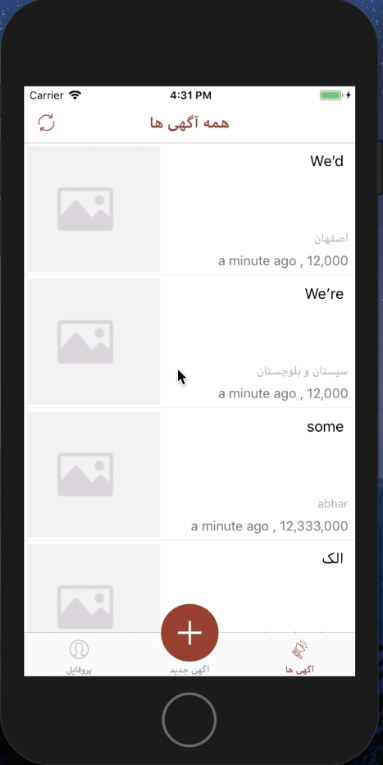 Carrier 4:31 PM
همه آگهی ها
We'd
اصفهان
a minute ago , 12,000
We're
سیستان و بلوچستان
a minute ago , 12,000
some
abhar
a minute ago , 12,333,000
الک
آگهی ها
آگهی جدید
پروفایل